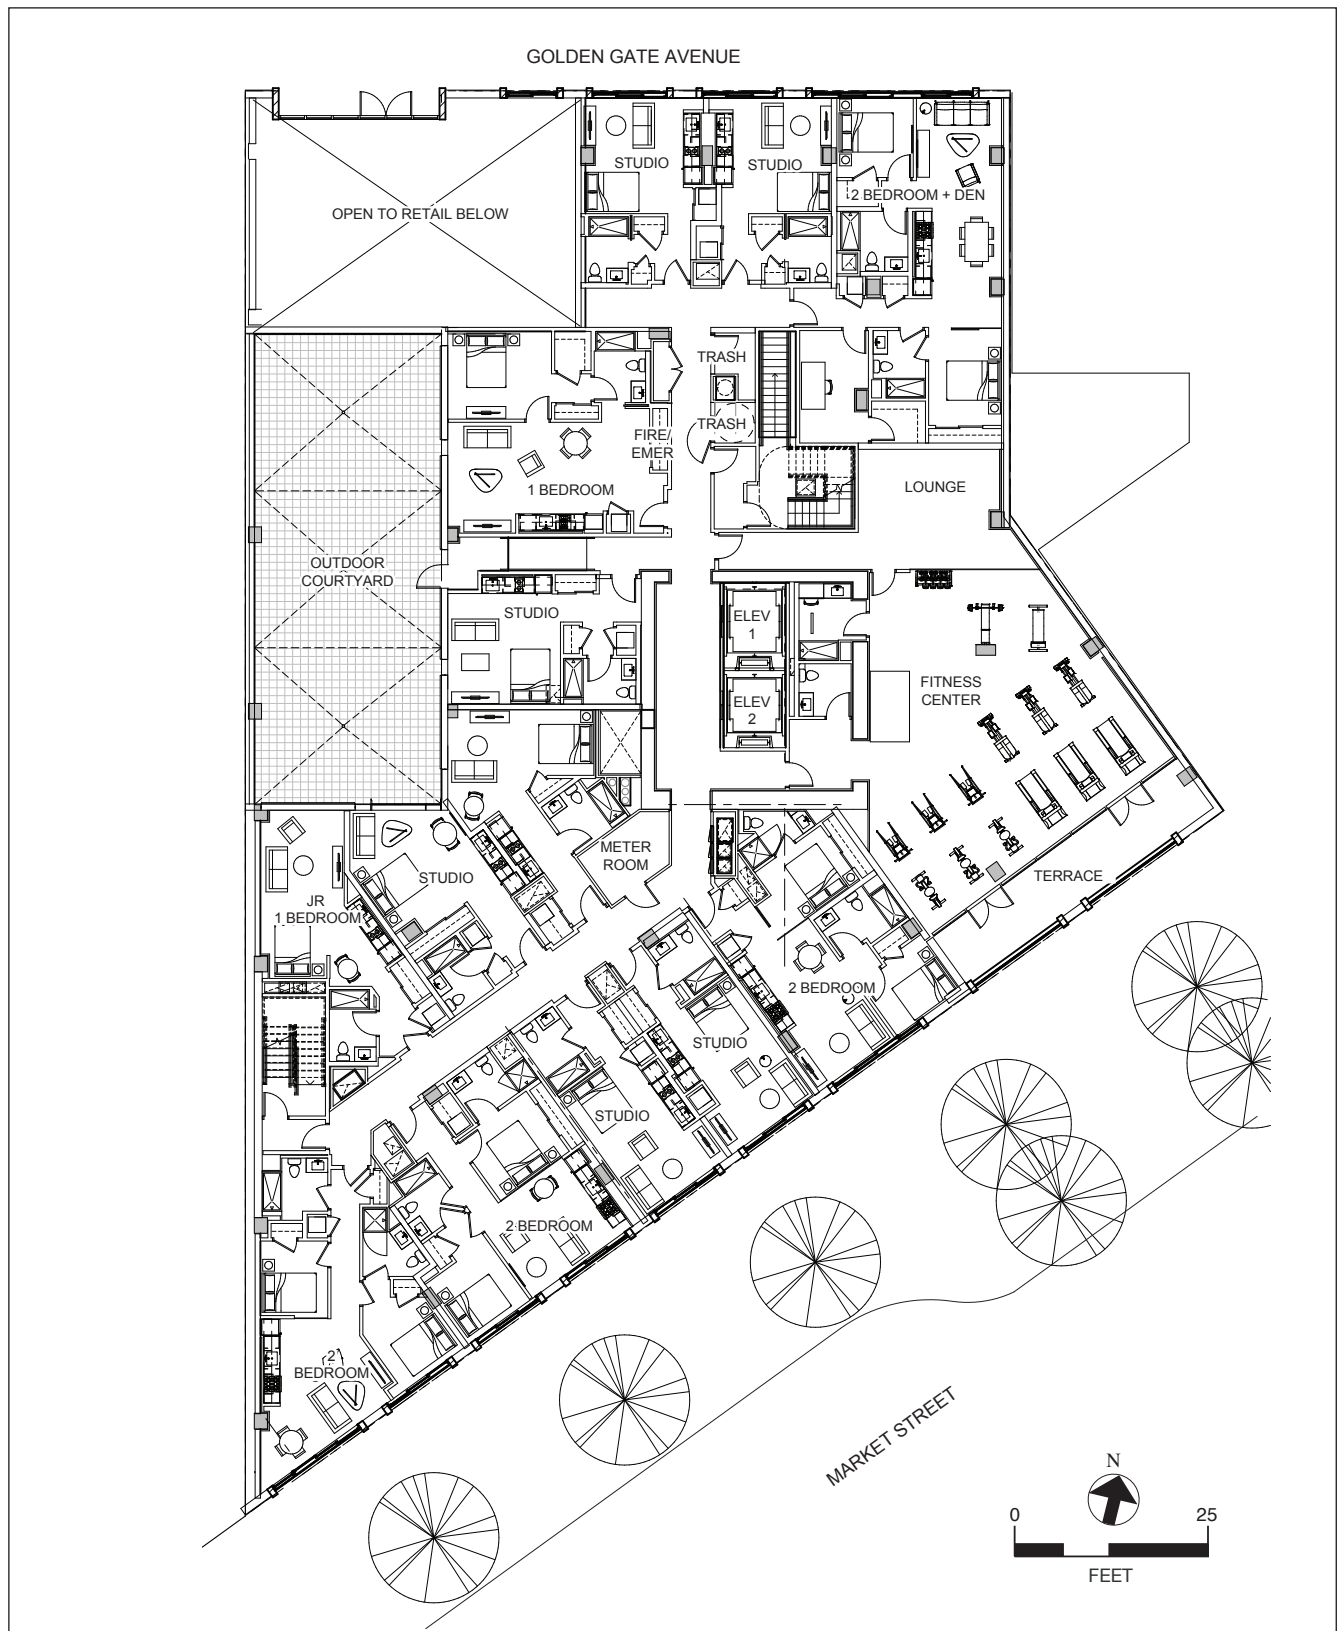 GOLDEN GATE AVENUE
STUDIO
STUDIO
2 BEDROOM + DEN
OPEN TO RETAIL BELOW
TRASH
TRASH
FIRE/
EMER
1 BEDROOM
LOUNGE
OUTDOOR
COURTYARD
STUDIO
ELEV
1
FITNESS
CENTER
ELEV
2
METER
ROOM
STUDIO
TERRACE
JR
1 BEDROOM
2 BEDROOM
STUDIO
STUDIO
2 BEDROOM
2
BEDROOM
MARKET STREET
N
0
25
FEET